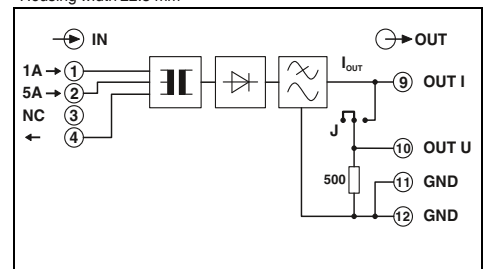 Housing width 22.5 mm
IN
OUT
1A → 1
5A → 2
NC 3
← 4
IOUT
9 OUT I
J
10 OUT U
500
11 GND
12 GND